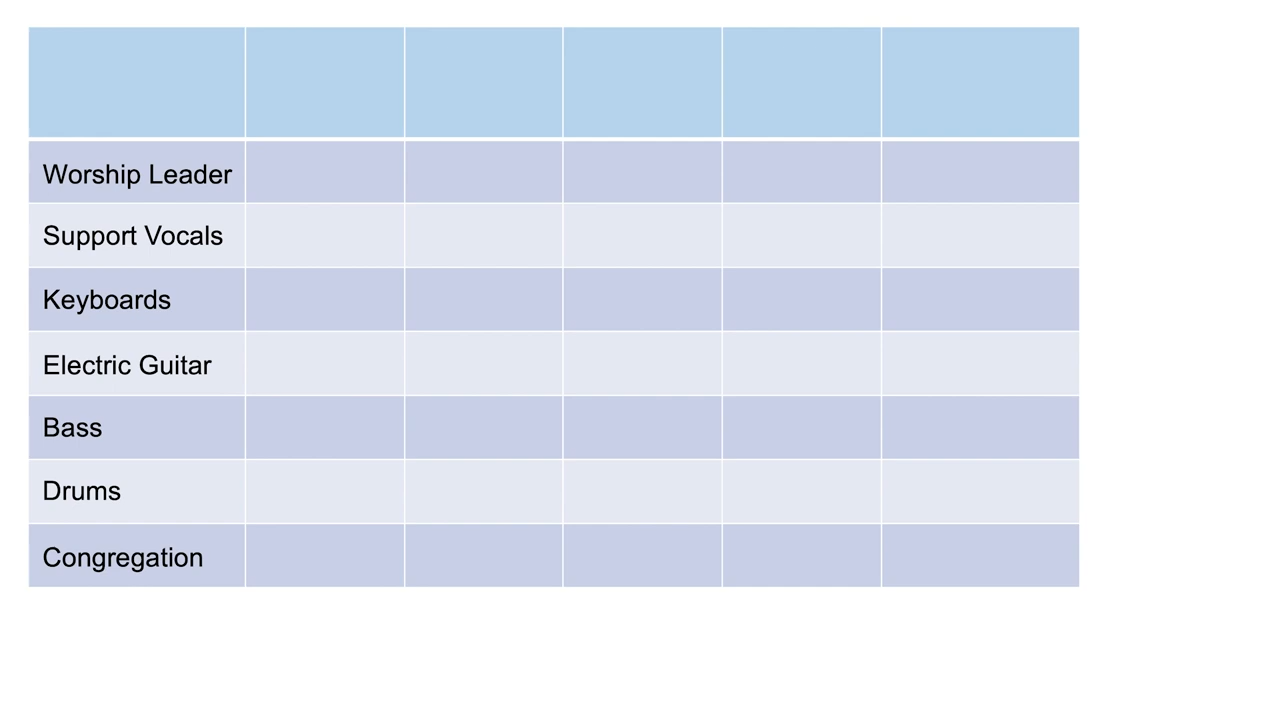 Worship Leader
Support Vocals
Keyboards
Electric Guitar
Bass
Drums
Congregation